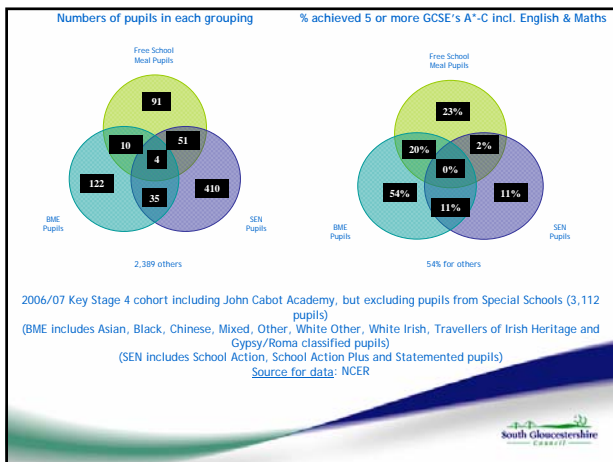 Numbers of pupils in each grouping
% achieved 5 or more GCSE's A*-C incl. English & Maths
Free School
Meal Pupils
91
10
51
4
122
35
410
BME
Pupils
SEN
Pupils
2,389 others
Free School
Meal Pupils
23%
20%
2%
0%
54%
11%
11%
BME
Pupils
SEN
Pupils
54% for others
2006/07 Key Stage 4 cohort including John Cabot Academy, but excluding pupils from Special Schools (3,112
pupils)
(BME includes Asian, Black, Chinese, Mixed, Other, White Other, White Irish, Travellers of Irish Heritage and
Gypsy/Roma classified pupils)
(SEN includes School Action, School Action Plus and Statemented pupils)
Source for data: NCER
South Gloucestershire
Council